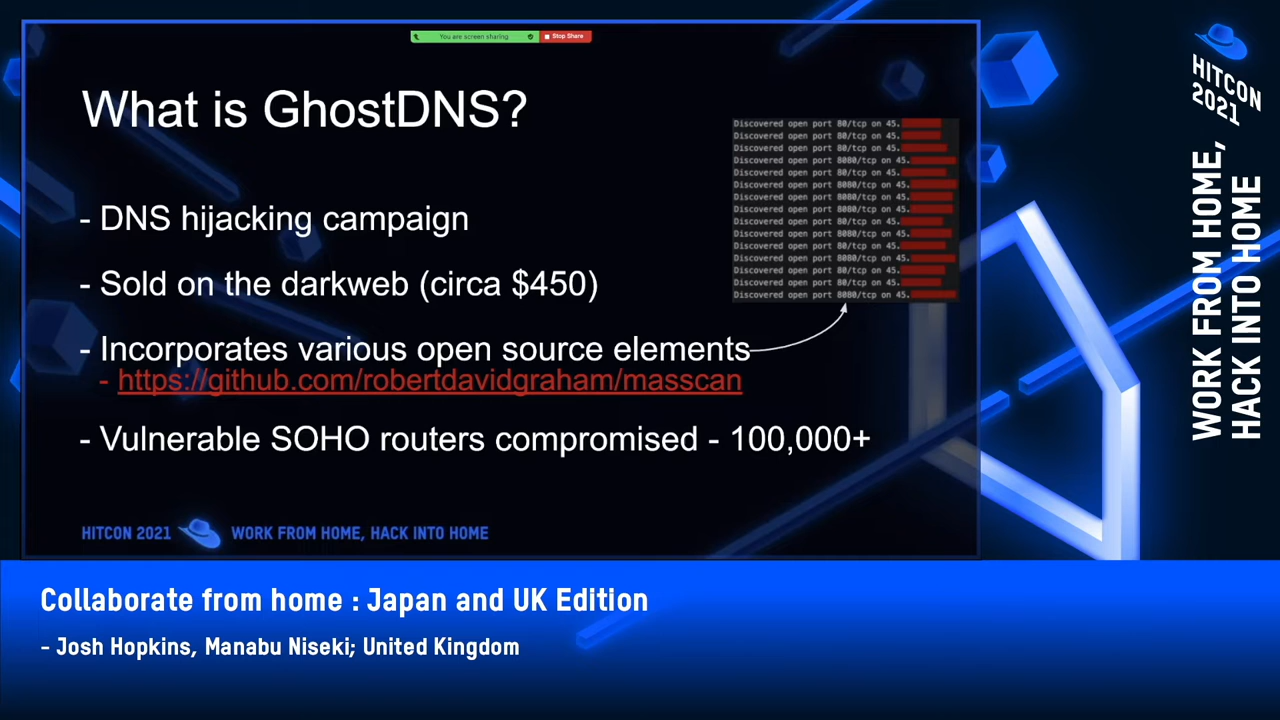 You are screen sharing
Stop Share
What is GhostDNS?
- DNS hijacking campaign
- Sold on the darkweb (circa $450)
- Incorporates various open source elements
- https://github.com/robertdavidgraham/masscan
- Vulnerable SOHO routers compromised - 100,000+
Discovered open port 80/tcp on 45.
Discovered open port 80/tcp on 45.
Discovered open port 8080/tcp on 45.
Discovered open port 8080/tcp on 45.
Discovered open port 80/tcp on 45.
Discovered open port 8080/tcp on 45.
Discovered open port 8080/tcp on 45.
Discovered open port 8080/tcp on 45.
Discovered open port 80/tcp on 45.
Discovered open port 8080/tcp on 45.
Discovered open port 80/tcp on 45.
Discovered open port 8080/tcp on 45.
Discovered open port 80/tcp on 45.
Discovered open port 80/tcp on 45.
Discovered open port 8080/tcp on 45.
HITCON 2021 WORK FROM HOME, HACK INTO HOME
HITCON
2021
WORK FROM HOME,
HACK INTO HOME
Collaborate from home : Japan and UK Edition
- Josh Hopkins, Manabu Niseki; United Kingdom